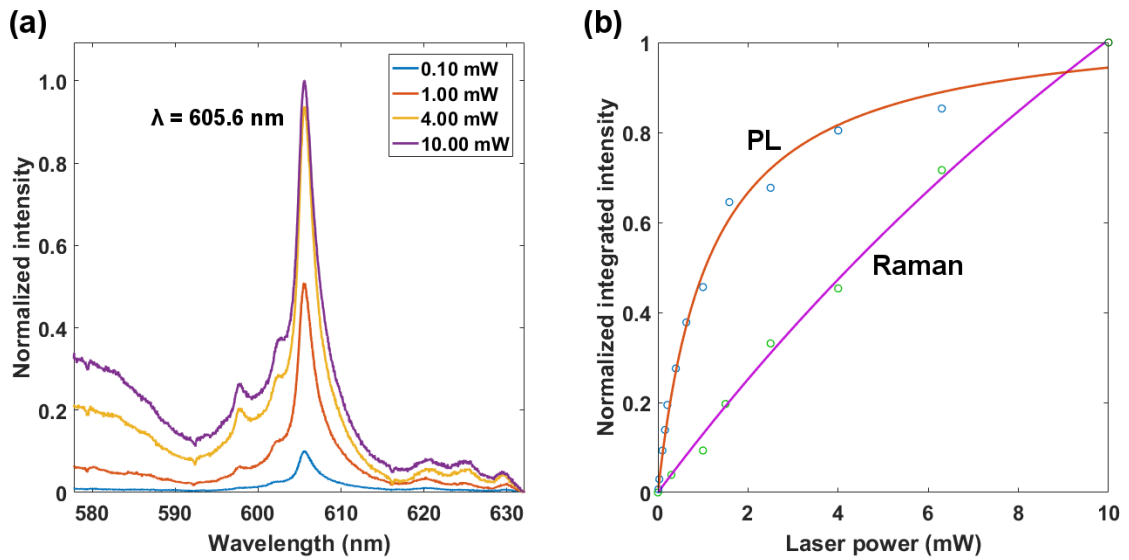 (a)
Normalized intensity
1.0
0.8
0.6
0.4
0.2
0
λ = 605.6 nm
0.10 mW
1.00 mW
4.00 mW
10.00 mW
580
590
600
610
620
630
Wavelength (nm)
(b)
Normalized integrated intensity
1
0.8
0.6
0.4
0.2
0
PL
Raman
0
2
4
6
8
10
Laser power (mW)